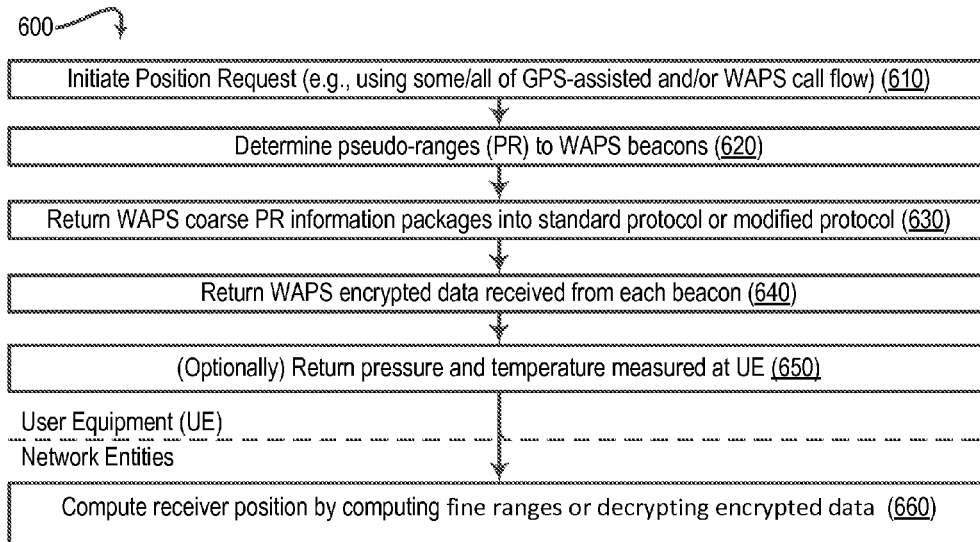 600
Initiate Position Request (e.g., using some/all of GPS-assisted and/or WAPS call flow) (610)
Determine pseudo-ranges (PR) to WAPS beacons (620)
Return WAPS coarse PR information packages into standard protocol or modified protocol (630)
Return WAPS encrypted data received from each beacon (640)
(Optionally) Return pressure and temperature measured at UE (650)
User Equipment (UE)
Network Entities
Compute receiver position by computing fine ranges or decrypting encrypted data (660)